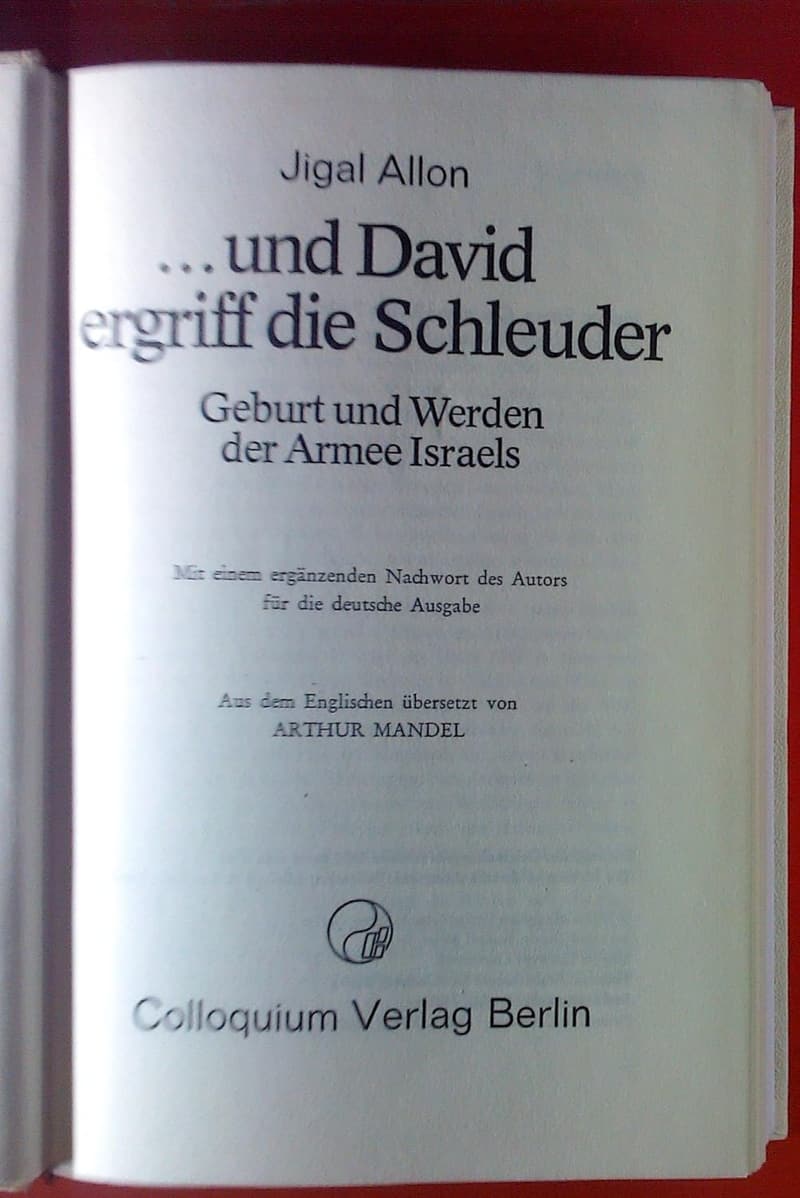 Jigal Allon
...und David
ergriff die Schleuder
Geburt und Werden
der Armee Israels
Mit einem ergänzenden Nachwort des Autors
für die deutsche Ausgabe
Aus dem Englischen übersetzt von
ARTHUR MANDEL
Colloquium Verlag Berlin